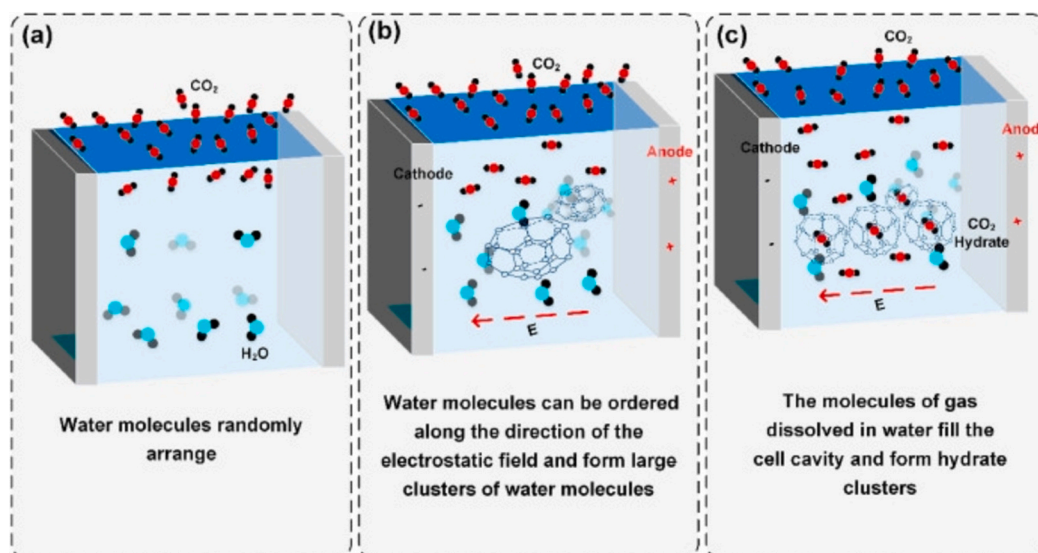 (a)
CO₂
H₂O
Water molecules randomly
arrange
(b)
CO₂
Anode
+
Cathode
-
-
+
E
Water molecules can be ordered
along the direction of the
electrostatic field and form large
clusters of water molecules
(c)
CO₂
Anode
+
Cathode
-
+
CO₂
Hydrate
-
E
The molecules of gas
dissolved in water fill the
cell cavity and form hydrate
clusters